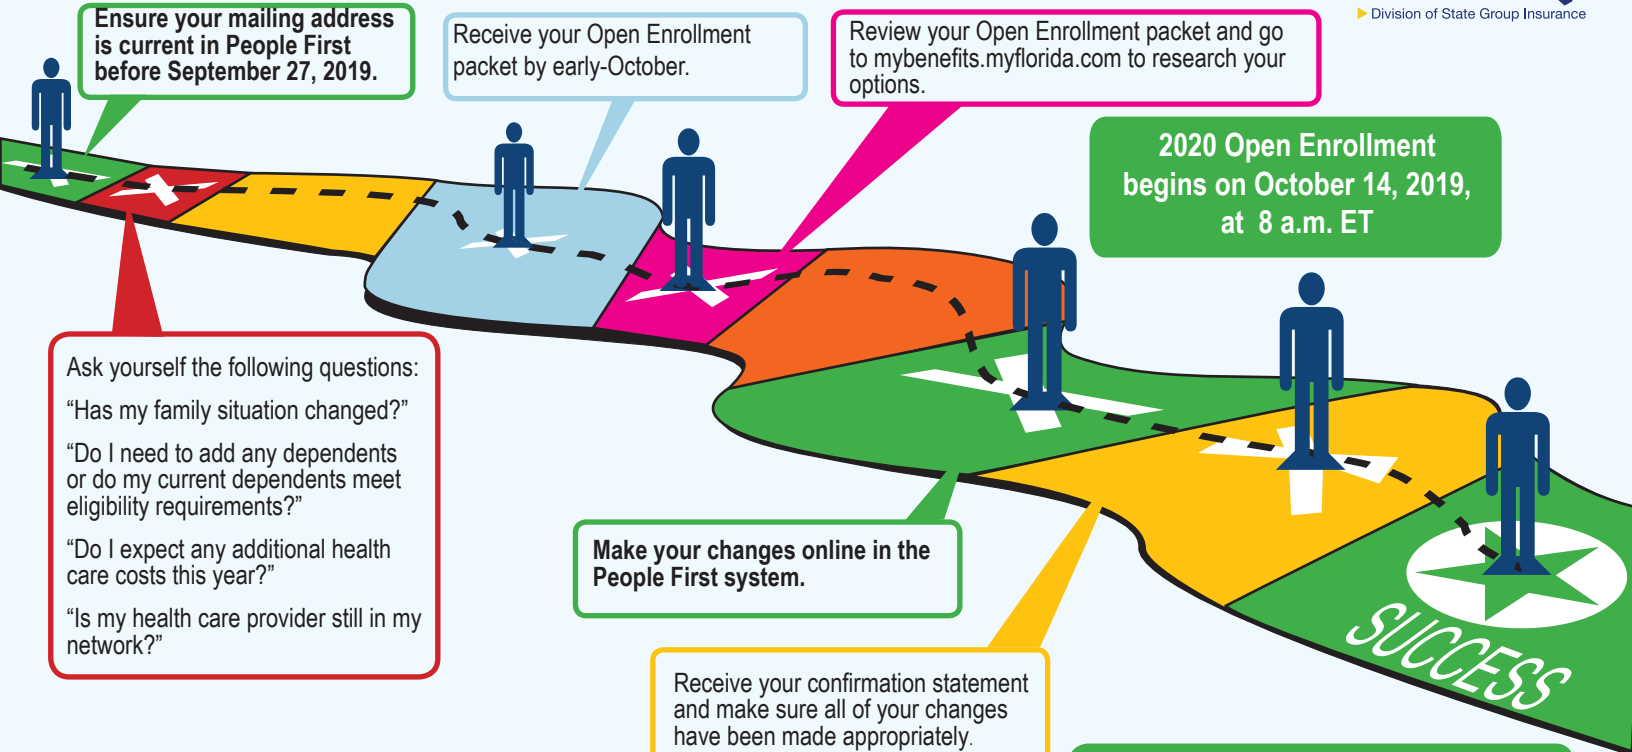 Ensure your mailing address
is current in People First
before September 27, 2019.
Receive your Open Enrollment
packet by early-October.
Review your Open Enrollment packet and go
to mybenefits.myflorida.com to research your
options.
Division of State Group Insurance
2020 Open Enrollment
begins on October 14, 2019,
at 8 a.m. ET
Ask yourself the following questions:
“Has my family situation changed?”
“Do I need to add any dependents
or do my current dependents meet
eligibility requirements?”
“Do I expect any additional health
care costs this year?”
“Is my health care provider still in my
network?”
Make your changes online in the
People First system.
Receive your confirmation statement
and make sure all of your changes
have been made appropriately.
SUCCESS